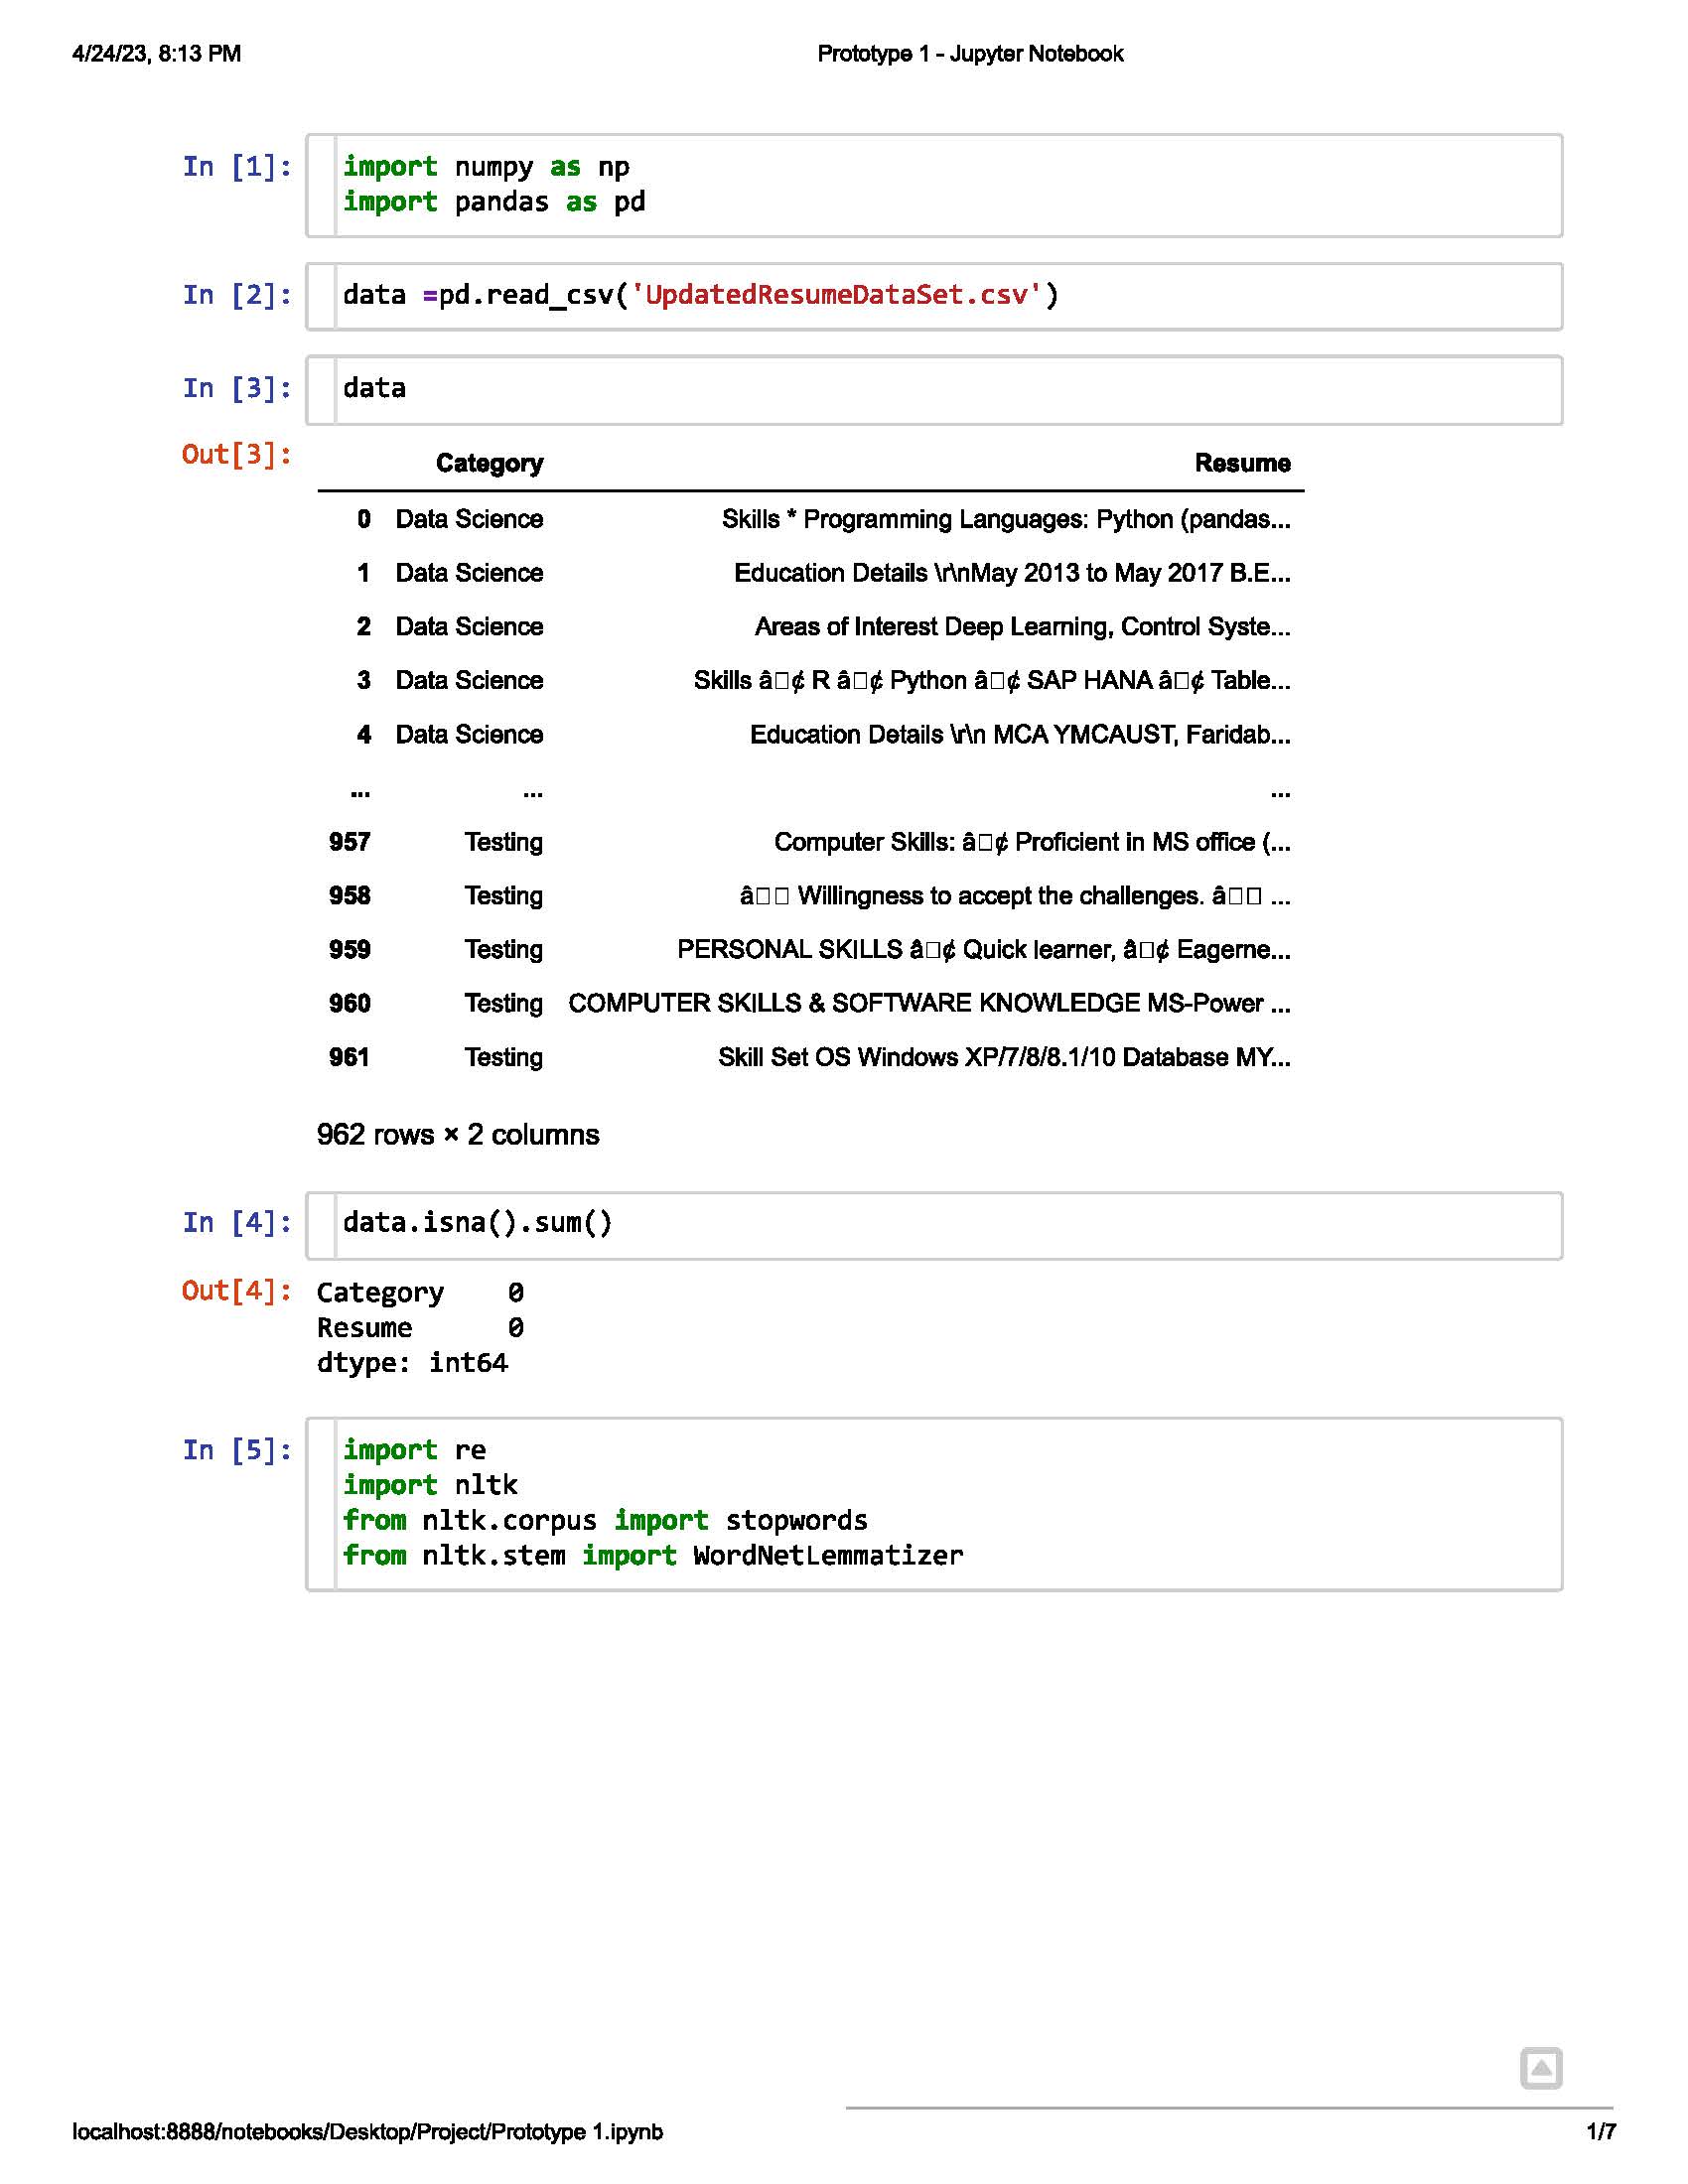 4/24/23, 8:13 PM Prototype 1 - Jupyter Notebook
In [1]: import numpy as np
import pandas as pd
In [2]: data =pd.read_csv('UpdatedResumeDataSet.csv')
In [3]: data
Out[3]:
Category Resume
0 Data Science Skills * Programming Languages: Python (pandas...
1 Data Science Education Details \r\nMay 2013 to May 2017 B.E...
2 Data Science Areas of Interest Deep Learning, Control Syste...
3 Data Science Skills â□¢ R â□¢ Python â□¢ SAP HANA â□¢ Table...
4 Data Science Education Details \r\n MCA YMCAUST, Faridab...
... ... ...
957 Testing Computer Skills: â□¢ Proficient in MS office (...
958 Testing â□□ Willingness to accept the challenges. â□□ ...
959 Testing PERSONAL SKILLS â□¢ Quick learner, â□¢ Eagerne...
960 Testing COMPUTER SKILLS & SOFTWARE KNOWLEDGE MS-Power ...
961 Testing Skill Set OS Windows XP/7/8/8.1/10 Database MY...
962 rows × 2 columns
In [4]: data.isna().sum()
Out[4]: Category 0
Resume 0
dtype: int64
In [5]: import re
import nltk
from nltk.corpus import stopwords
from nltk.stem import WordNetLemmatizer
localhost:8888/notebooks/Desktop/Project/Prototype 1.ipynb 1/7